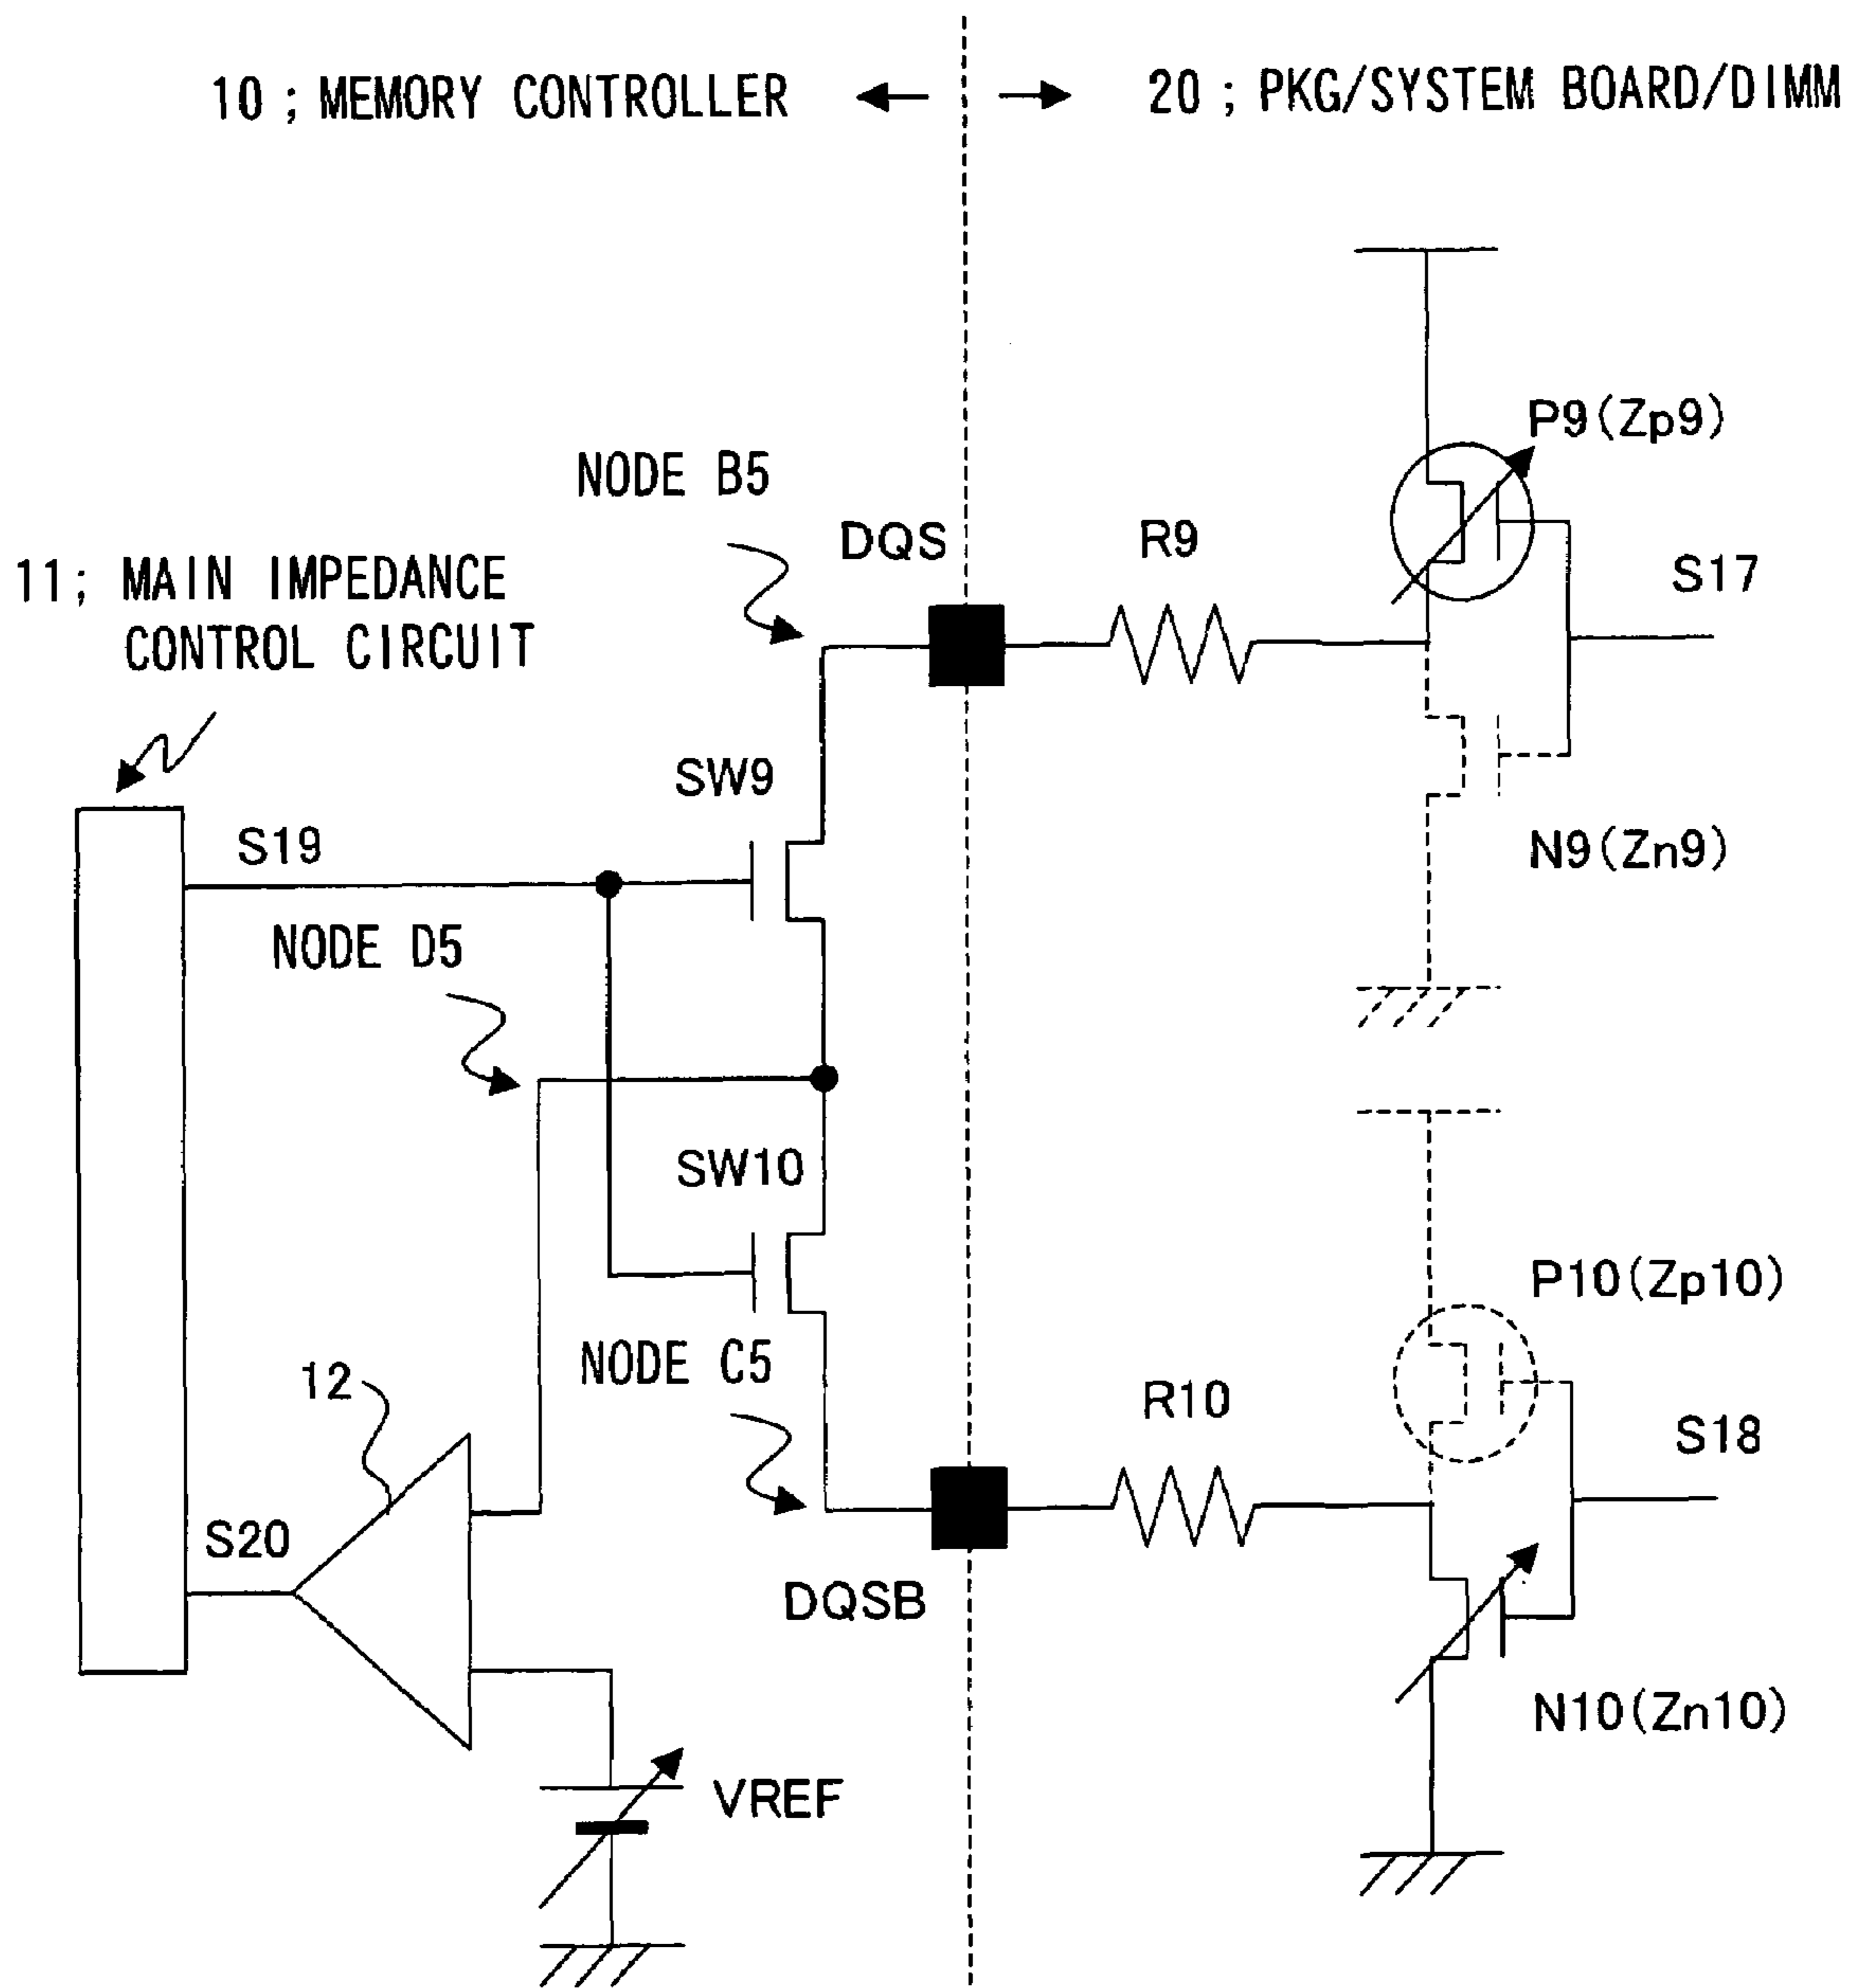 10 ; MEMORY CONTROLLER
20 ; PKG/SYSTEM BOARD/DIMM
P9(Zp9)
NODE B5
DQS
R9
S17
11; MAIN IMPEDANCE
CONTROL CIRCUIT
SW9
S19
N9(Zn9)
NODE D5
SW10
P10(Zp10)
NODE C5
12
R10
S18
S20
DQSB
N10(Zn10)
VREF